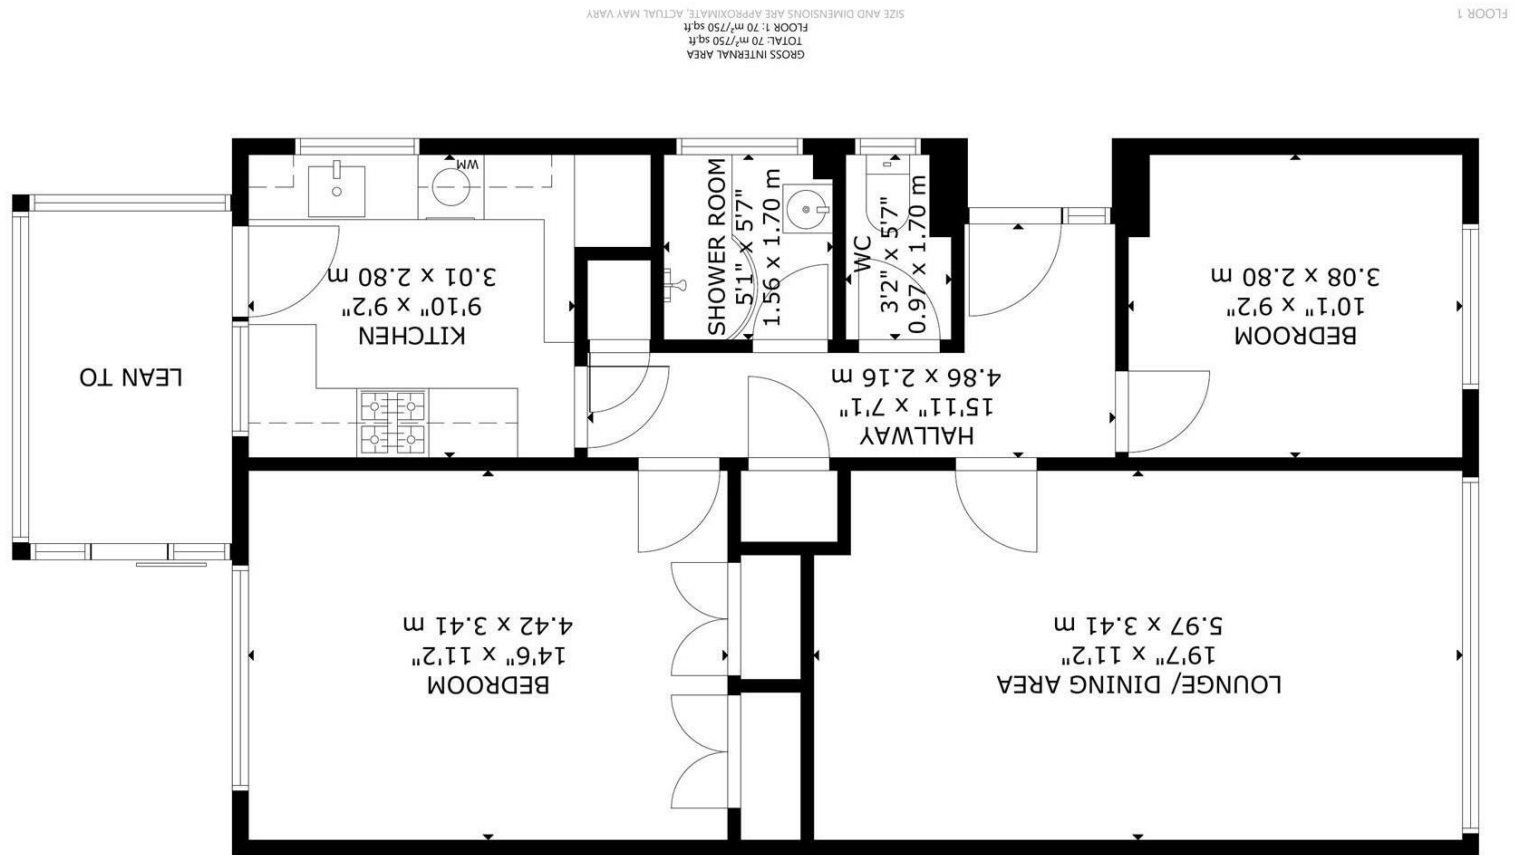 LOUNGE/ DINING AREA
19'7" x 11'2"
5.97 x 3.41 m
BEDROOM
14'6" x 11'2"
4.42 x 3.41 m
HALLWAY
15'11" x 7'1"
4.86 x 2.16 m
BEDROOM
10'1" x 9'2"
3.08 x 2.80 m
WC
3'2" x 5'7"
0.97 x 1.70 m
SHOWER ROOM
5'1" x 5'7"
1.56 x 1.70 m
KITCHEN
9'10" x 9'2"
3.01 x 2.80 m
LEAN TO
WM
GROSS INTERNAL AREA
TOTAL: 70 m²/750 sq.ft
FLOOR 1: 70 m²/750 sq.ft
SIZE AND DIMENSIONS ARE APPROXIMATE, ACTUAL MAY VARY
FLOOR 1